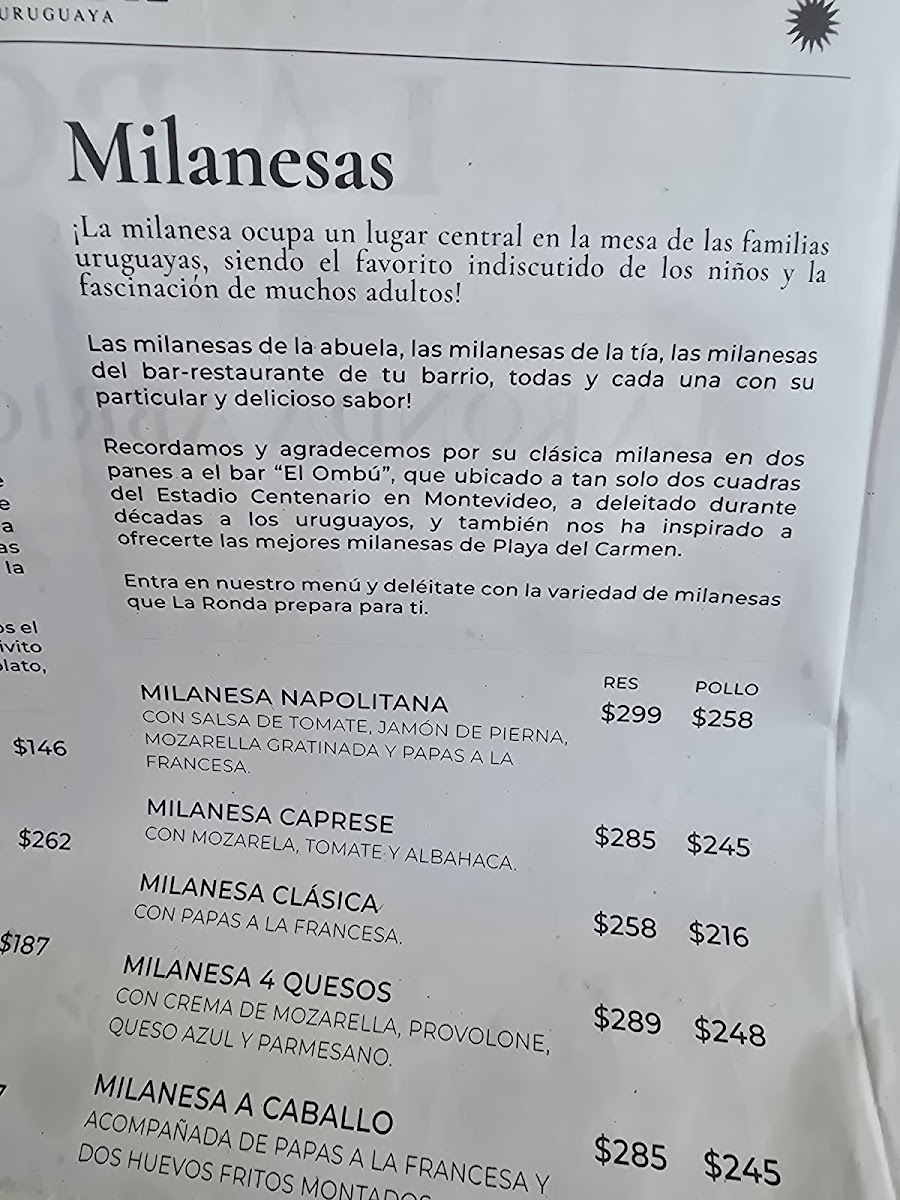 URUGUAYA
Milanesas
¡La milanesa ocupa un lugar central en la mesa de las familias
uruguayas, siendo el favorito indiscutido de los niños y la
fascinación de muchos adultos!
Las milanesas de la abuela, las milanesas de la tía, las milanesas
del bar-restaurante de tu barrio, todas y cada una con su
particular y delicioso sabor!
Recordamos y agradecemos por su clásica milanesa en dos
panes a el bar “El Ombú”, que ubicado a tan solo dos cuadras
del Estadio Centenario en Montevideo, a deleitado durante
décadas a los uruguayos, y también nos ha inspirado a
ofrecerte las mejores milanesas de Playa del Carmen.
Entra en nuestro menú y deléitate con la variedad de milanesas
que La Ronda prepara para ti.
RES POLLO
MILANESA NAPOLITANA $299 $258
CON SALSA DE TOMATE, JAMÓN DE PIERNA,
MOZARELLA GRATINADA Y PAPAS A LA
FRANCESA.
MILANESA CAPRESE $285 $245
CON MOZARELA, TOMATE Y ALBAHACA.
MILANESA CLÁSICA $258 $216
CON PAPAS A LA FRANCESA.
MILANESA 4 QUESOS $289 $248
CON CREMA DE MOZARELLA, PROVOLONE,
QUESO AZUL Y PARMESANO.
MILANESA A CABALLO $285 $245
ACOMPAÑADA DE PAPAS A LA FRANCESA Y
DOS HUEVOS FRITOS MONTADOS
e
e
a
as
la
os el
ivito
plato,
$146
$262
$187
7